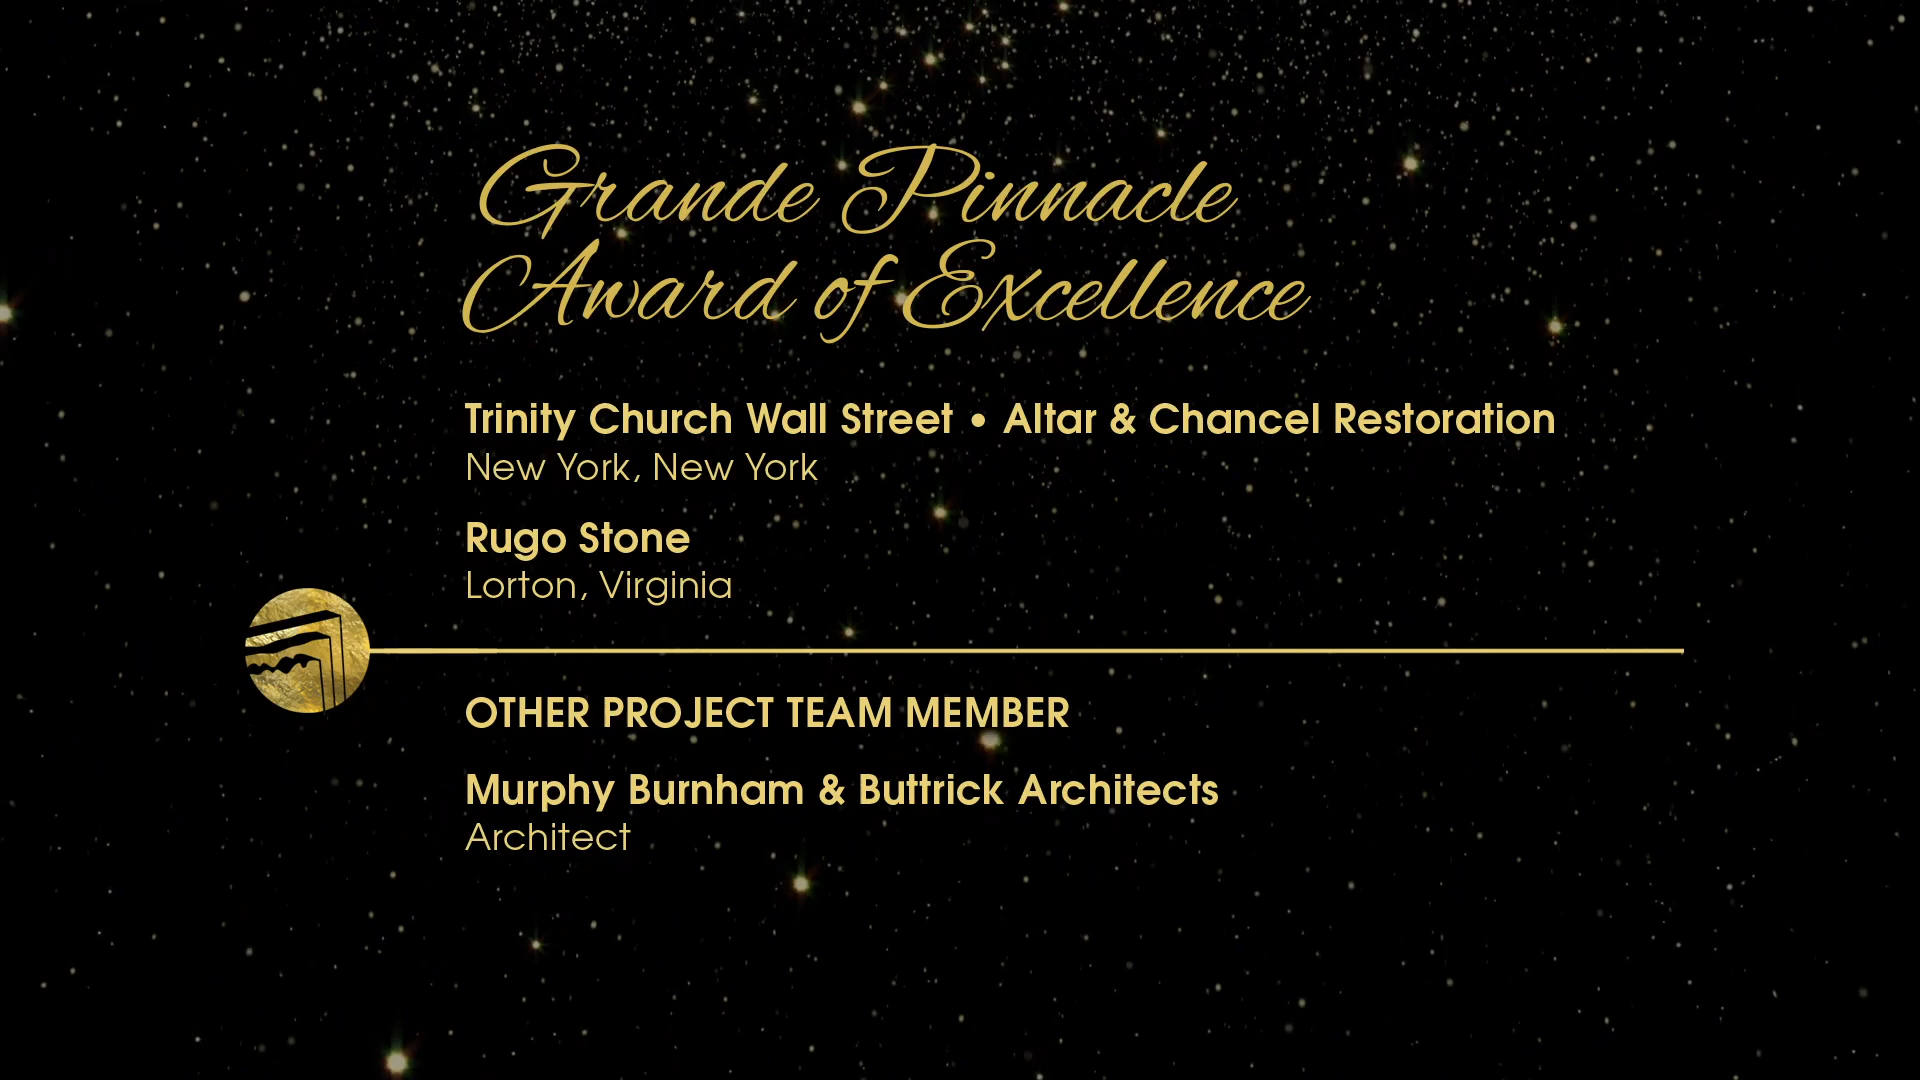 Grande Pinnacle
Award of Excellence
Trinity Church Wall Street • Altar & Chancel Restoration
New York, New York
Rugo Stone
Lorton, Virginia
OTHER PROJECT TEAM MEMBER
Murphy Burnham & Buttrick Architects
Architect